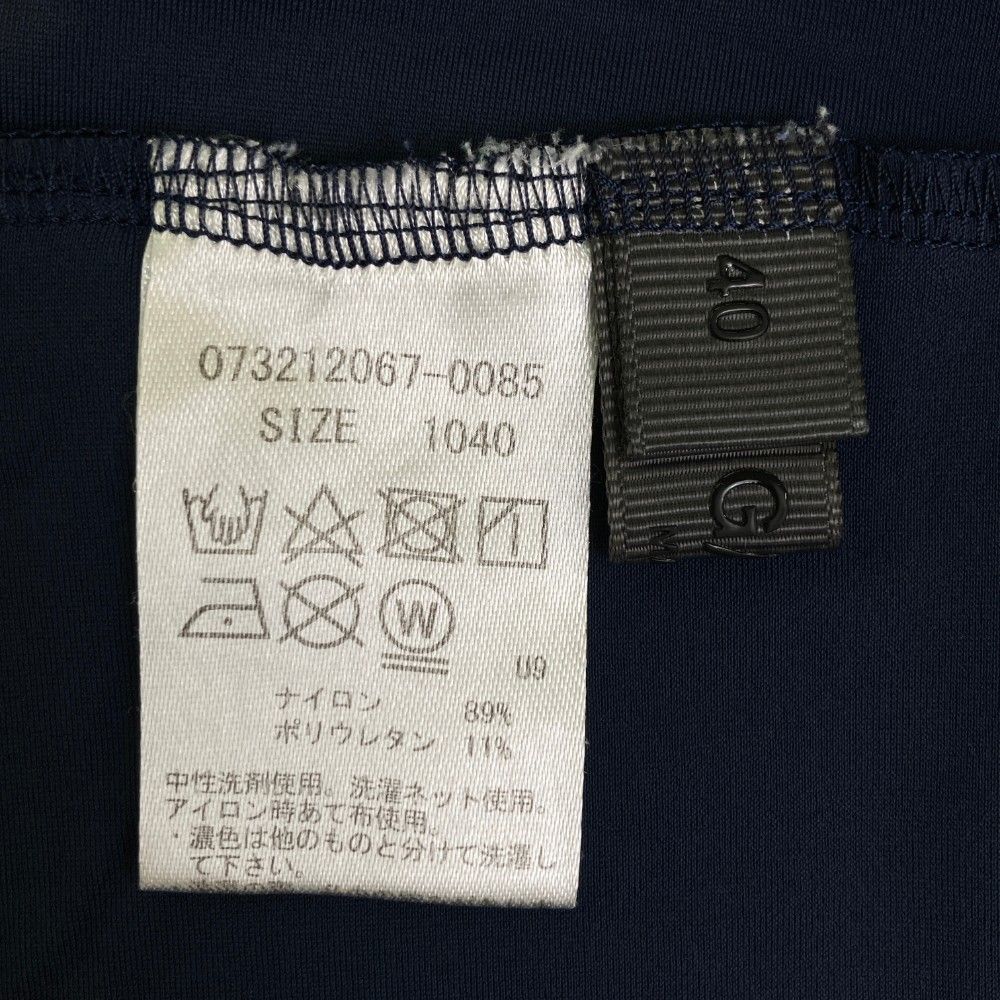 073212067-0085
SIZE 1040
W
U9
ナイロン 89%
ポリウレタン 11%
中性洗剤使用。洗濯ネット使用。
アイロン時あて布使用。
・濃色は他のものと分けて洗濯し
て下さい。
40